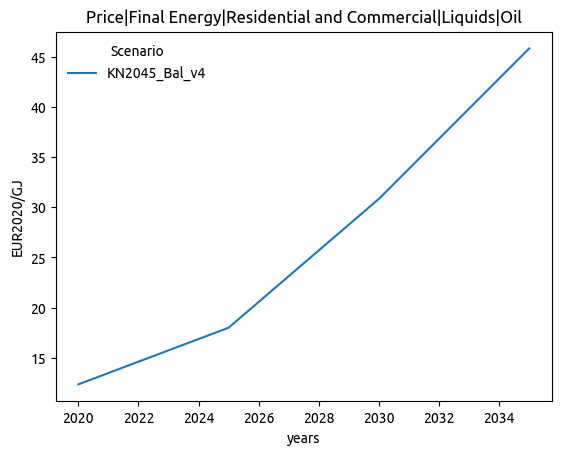 Price|Final Energy|Residential and Commercial|Liquids|Oil
Scenario
KN2045_Bal_v4
45
40
35
30
25
20
15
EUR2020/GJ
2020 2022 2024 2026 2028 2030 2032 2034
years